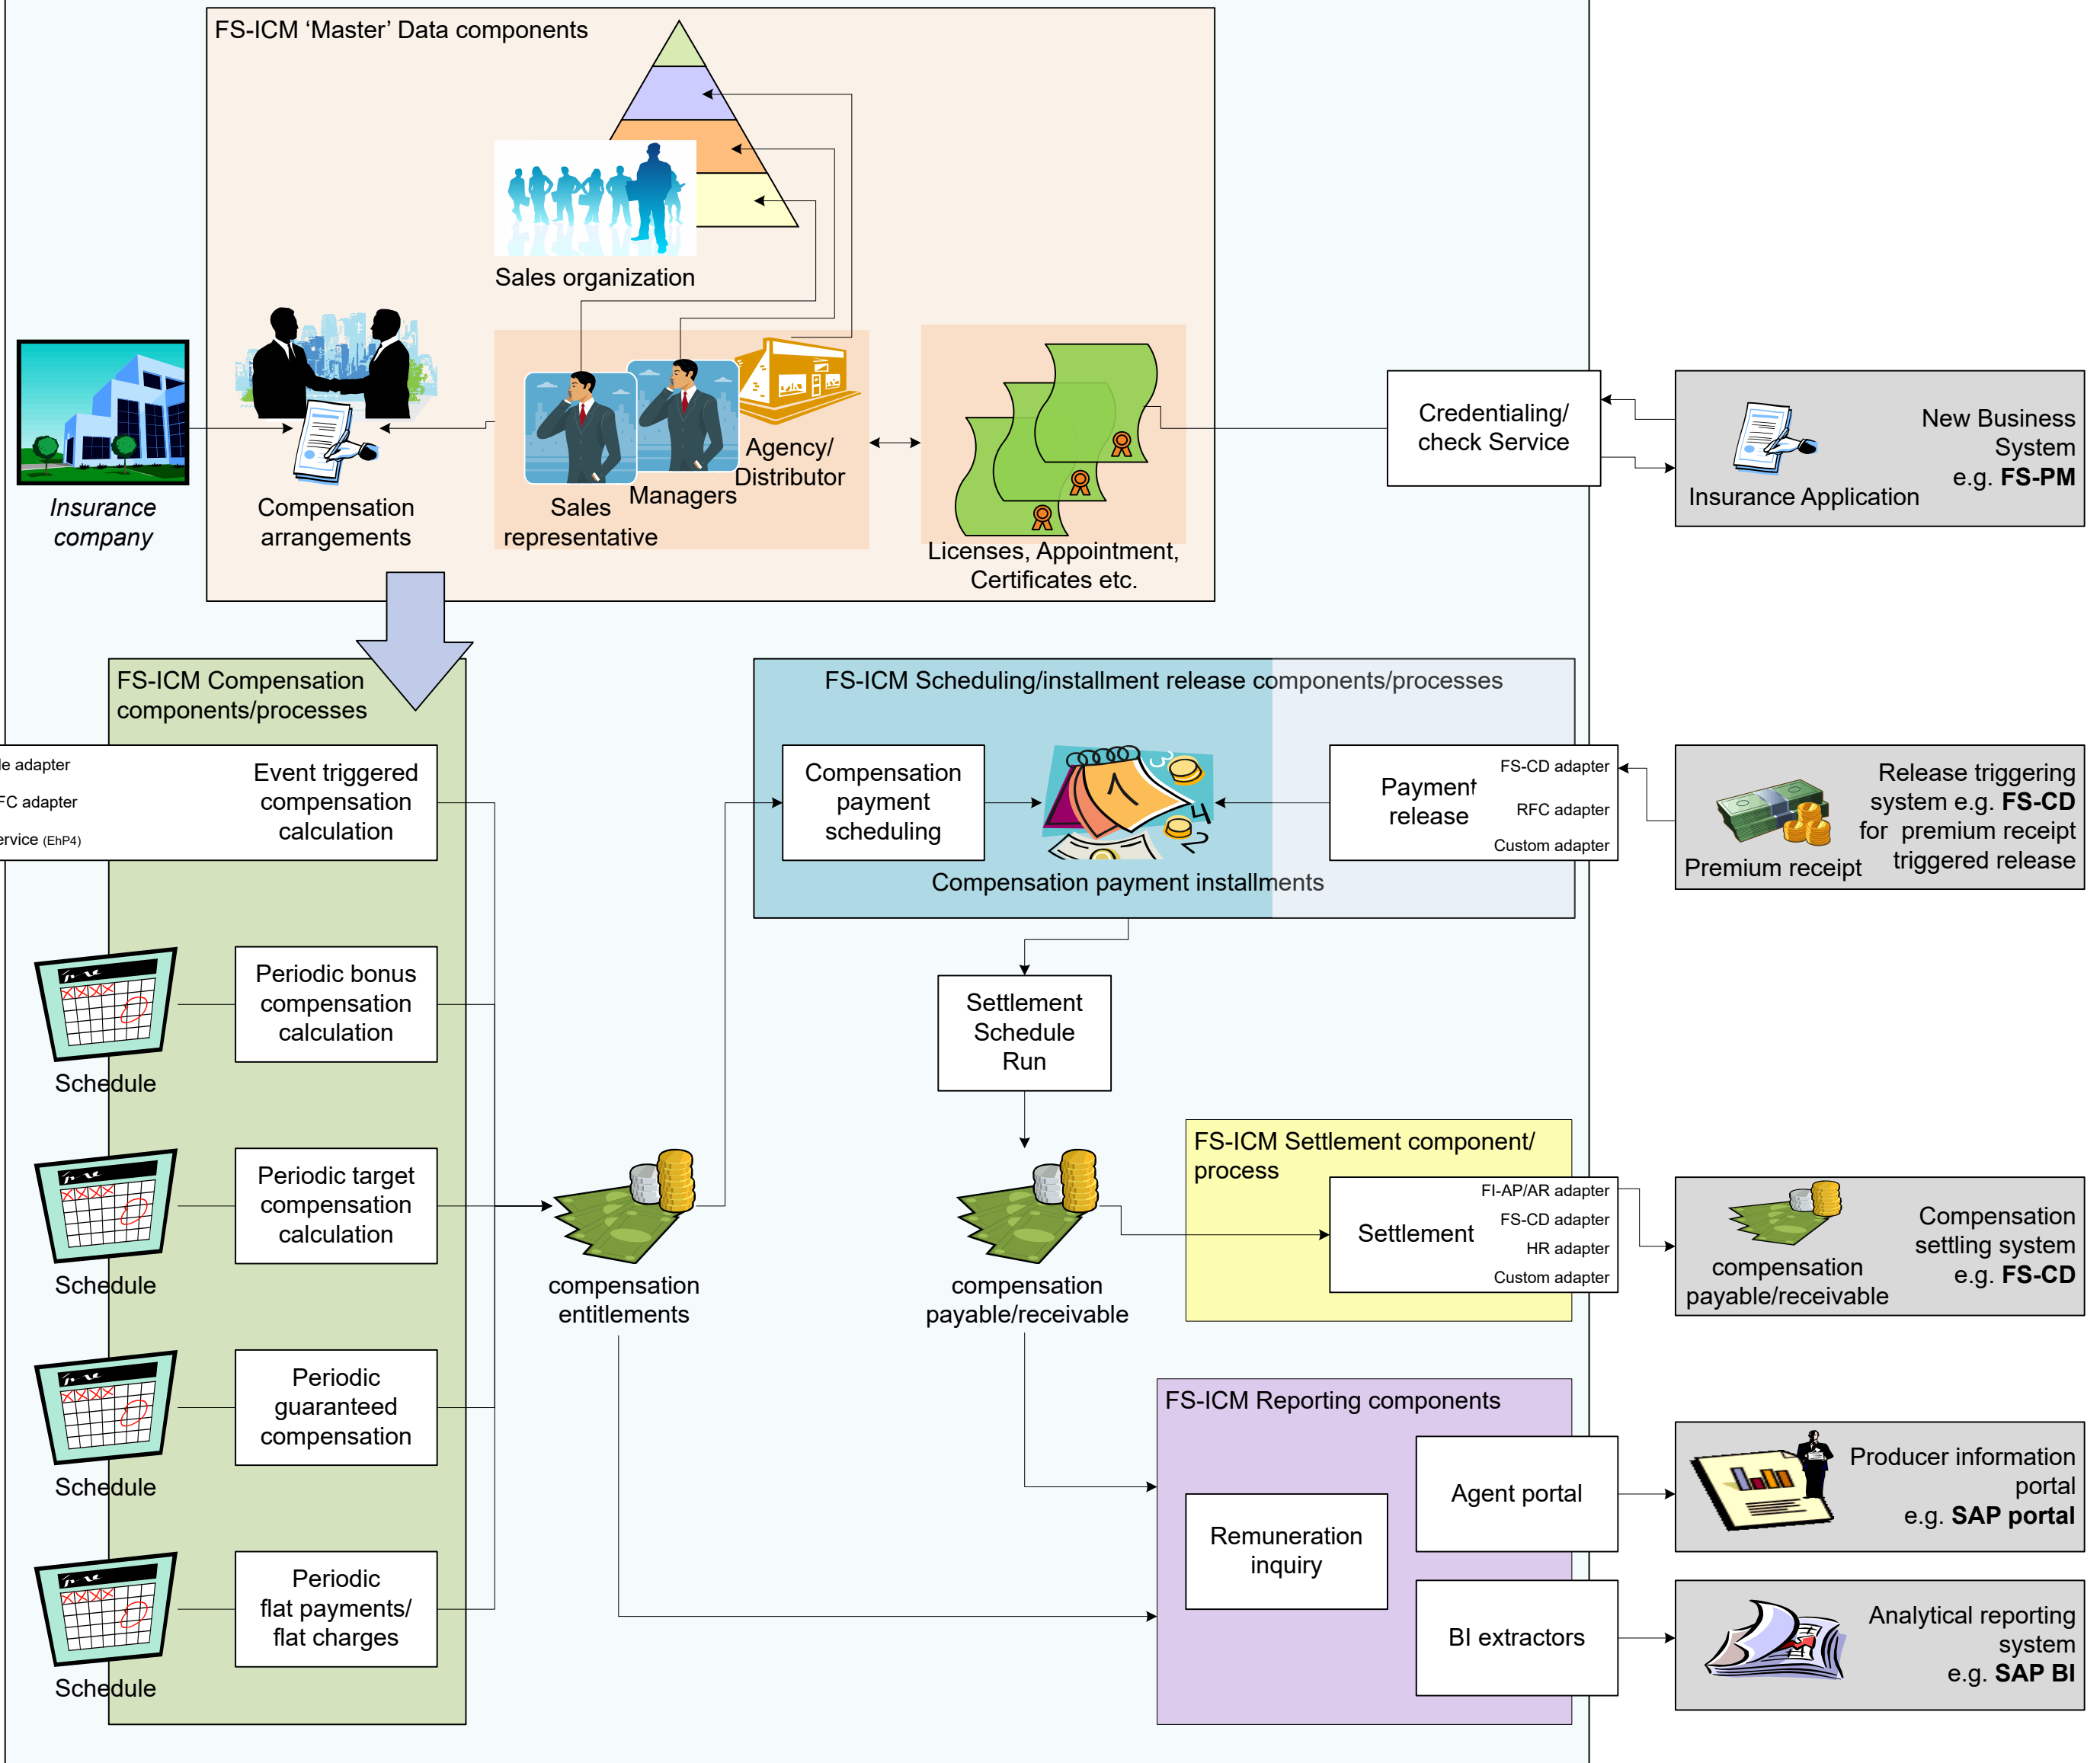 FS-ICM ‘Master’ Data components
Sales organization
Insurance
company
Compensation
arrangements
Sales
representative
Managers
Agency/
Distributor
Licenses, Appointment,
Certificates etc.
Credentialing/
check Service
Insurance Application
New Business
System
e.g. FS-PM
FS-ICM Compensation
components/processes
adapter
adapter
(EhP4)
Event triggered
compensation
calculation
Schedule
Periodic bonus
compensation
calculation
Schedule
Periodic target
compensation
calculation
Schedule
Periodic
guaranteed
compensation
Schedule
Periodic
flat payments/
flat charges
compensation
entitlements
FS-ICM Scheduling/installment release components/processes
Compensation
payment
scheduling
Compensation payment installments
Payment
release
FS-CD adapter
RFC adapter
Custom adapter
Premium receipt
Release triggering
system e.g. FS-CD
for premium receipt
triggered release
Settlement
Schedule
Run
compensation
payable/receivable
FS-ICM Settlement component/
process
Settlement
FI-AP/AR adapter
FS-CD adapter
HR adapter
Custom adapter
compensation
payable/receivable
Compensation
settling system
e.g. FS-CD
FS-ICM Reporting components
Remuneration
inquiry
Agent portal
BI extractors
Producer information
portal
e.g. SAP portal
Analytical reporting
system
e.g. SAP BI